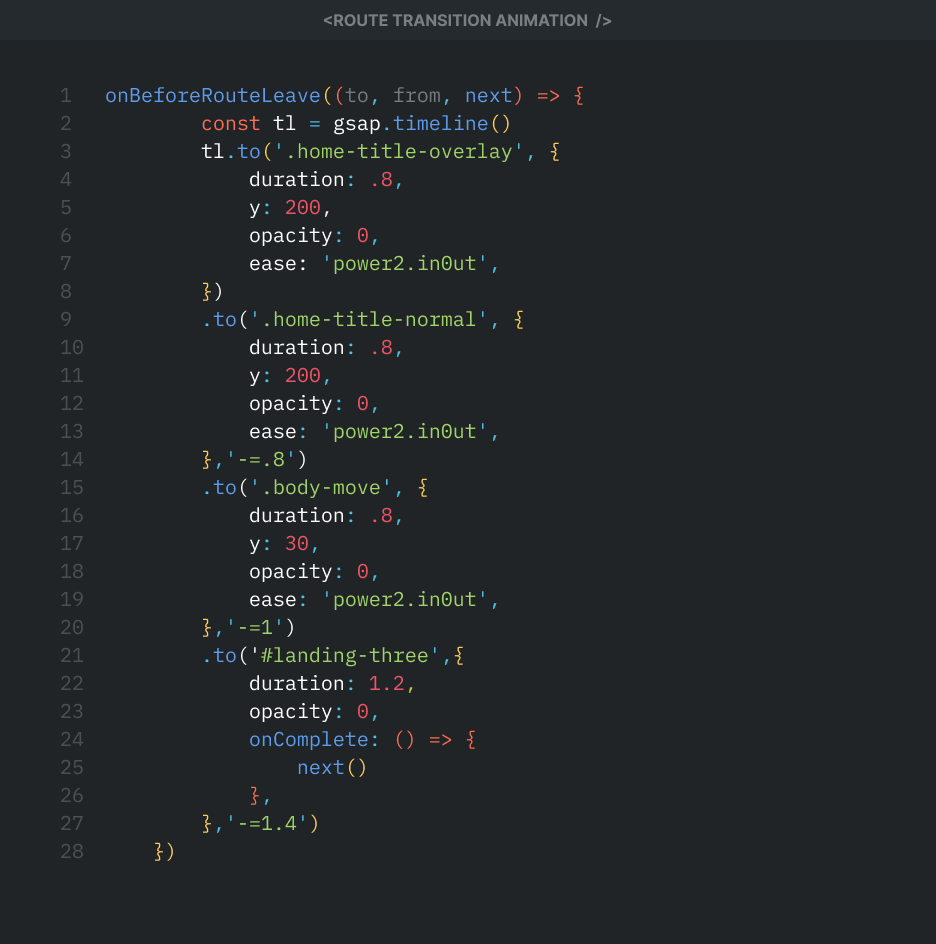 <ROUTE TRANSITION ANIMATION />
1 onBeforeRouteLeave((to, from, next) => {
2 const tl = gsap.timeline()
3 tl.to('.home-title-overlay', {
4 duration: .8,
5 y: 200,
6 opacity: 0,
7 ease: 'power2.in0ut',
8 })
9 .to('.home-title-normal', {
10 duration: .8,
11 y: 200,
12 opacity: 0,
13 ease: 'power2.in0ut',
14 },'-=.8')
15 .to('.body-move', {
16 duration: .8,
17 y: 30,
18 opacity: 0,
19 ease: 'power2.in0ut',
20 },'-=1')
21 .to('#landing-three',{
22 duration: 1.2,
23 opacity: 0,
24 onComplete: () => {
25 next()
26 },
27 },'-=1.4')
28 })